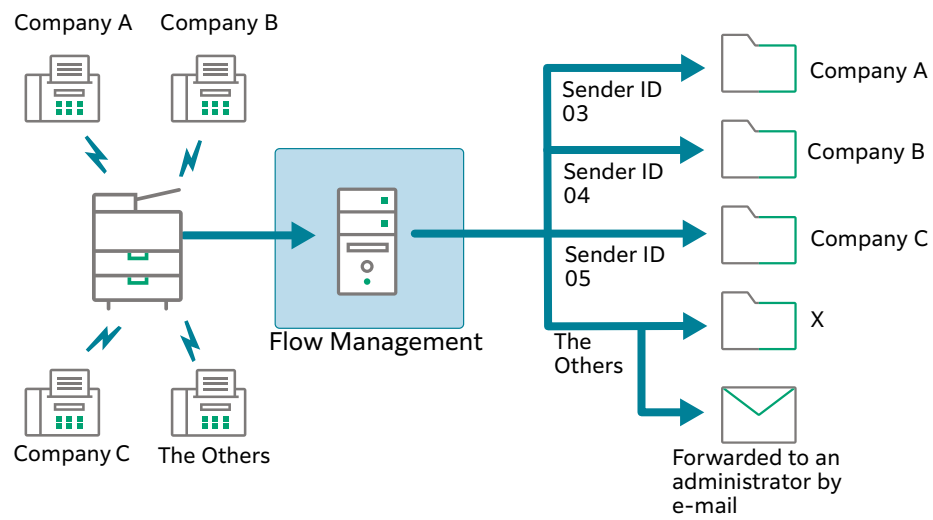 Company A
Company B
Company C
The Others
Flow Management
Sender ID
03
Sender ID
04
Sender ID
05
The
Others
Company A
Company B
Company C
X
Forwarded to an
administrator by
e-mail